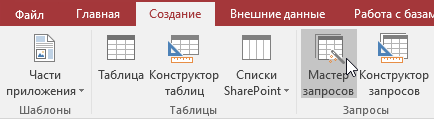 Файл Главная Создание Внешние данные Работа с база
Части приложения Таблица Конструктор таблиц Списки SharePoint Мастер запросов Конструктор запросов
Шаблоны Таблицы Запросы